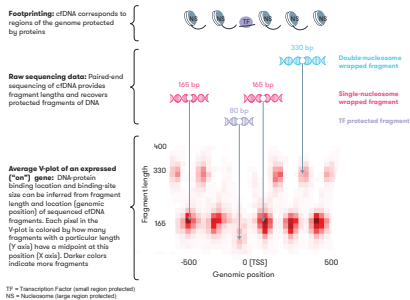 Footprinting: cfDNA corresponds to
regions of the genome protected
by proteins
NS NS TF NS NS NS
330 bp
Double-nucleosome
wrapped fragment
Raw sequencing data: Paired-end
sequencing of cfDNA provides
fragment lengths and recovers
protected fragments of DNA
165 bp 165 bp
Single-nucleosome
wrapped fragment
80 bp
TF protected fragment
Average V-plot of an expressed
("on") gene: DNA-protein
binding location and binding-site
size can be inferred from fragment
length and location (genomic
position) of sequenced cfDNA
fragments. Each pixel in the
V-plot is colored by how many
fragments with a particular length
(Y axis) have a midpoint at this
position (X axis). Darker colors
indicate more fragments
Fragment length
400
330
165
-500 0 [TSS] 500
Genomic position
TF = Transcription Factor (small region protected)
NS = Nucleosome (large region protected)